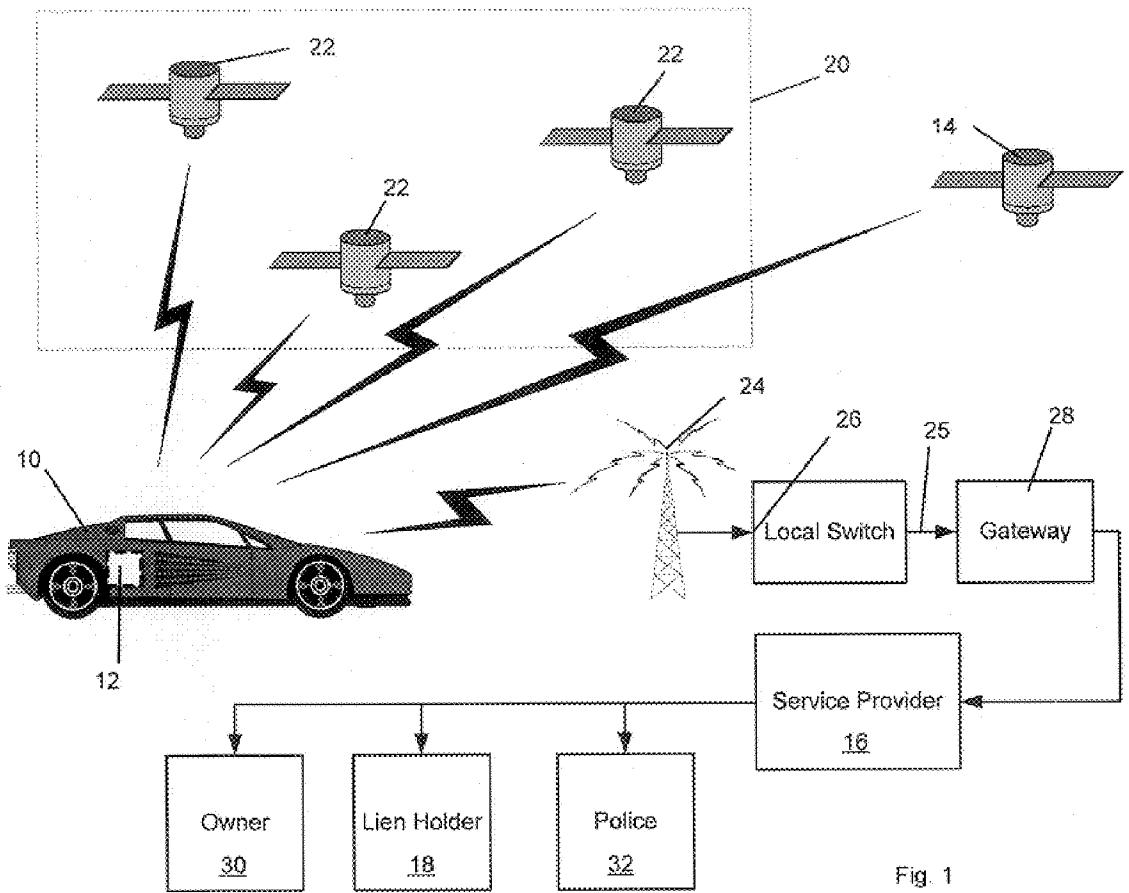 22
22
20
14
22
24
26
25
28
10
Local Switch
Gateway
12
Service Provider
16
Owner
30
Lien Holder
18
Police
32
Fig. 1